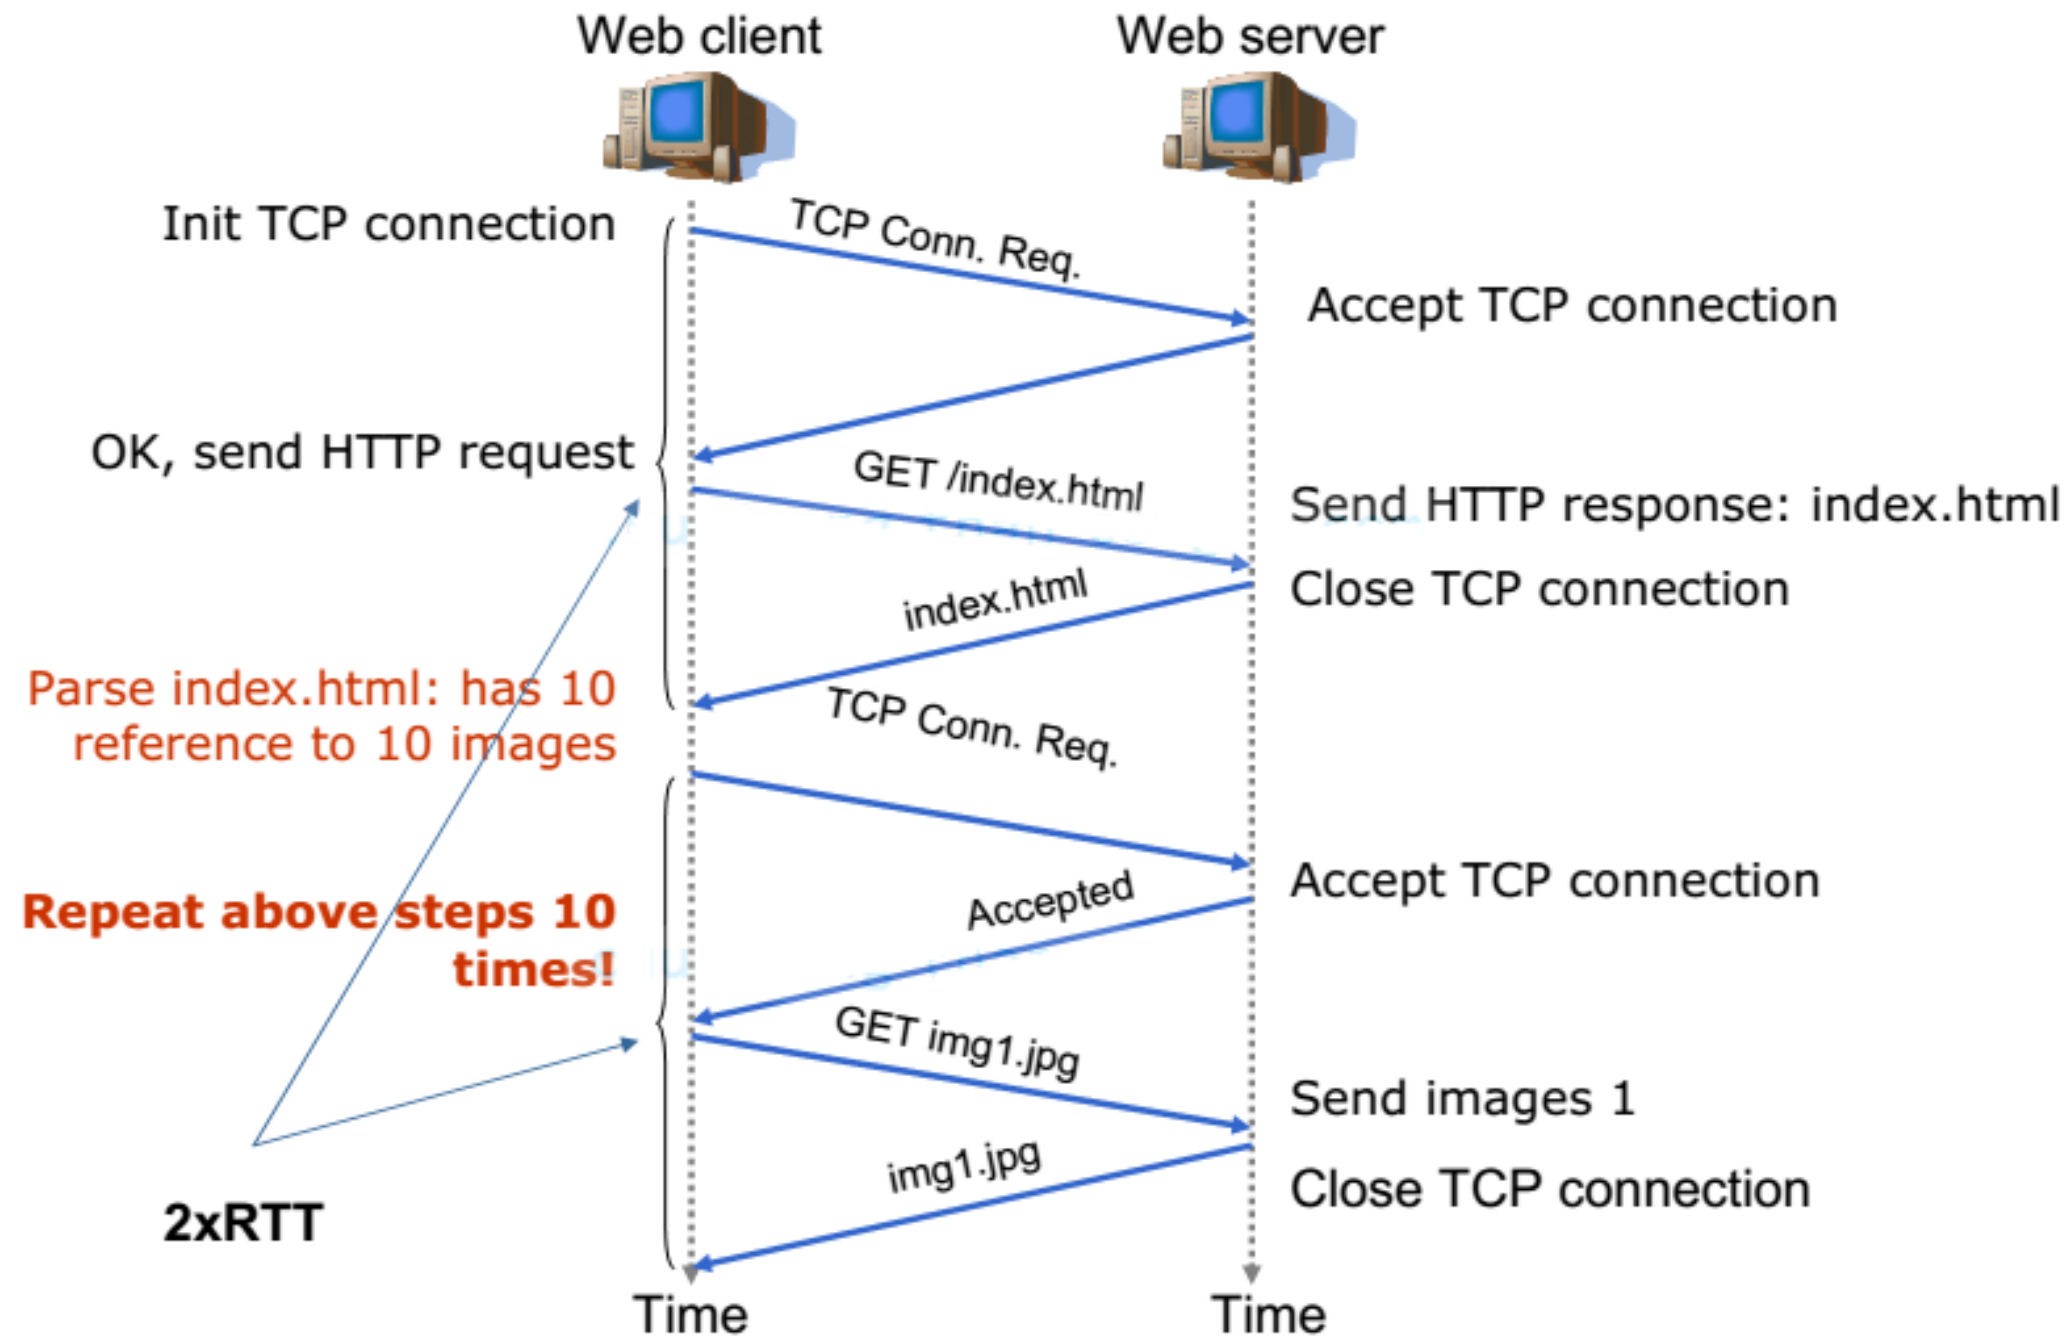 Web client
Web server
Init TCP connection
TCP Conn. Req.
Accept TCP connection
OK, send HTTP request
GET /index.html
Send HTTP response: index.html
index.html
Close TCP connection
Parse index.html: has 10
reference to 10 images
TCP Conn. Req.
Repeat above steps 10
times!
Accepted
Accept TCP connection
GET img1.jpg
Send images 1
img1.jpg
Close TCP connection
2xRTT
Time
Time